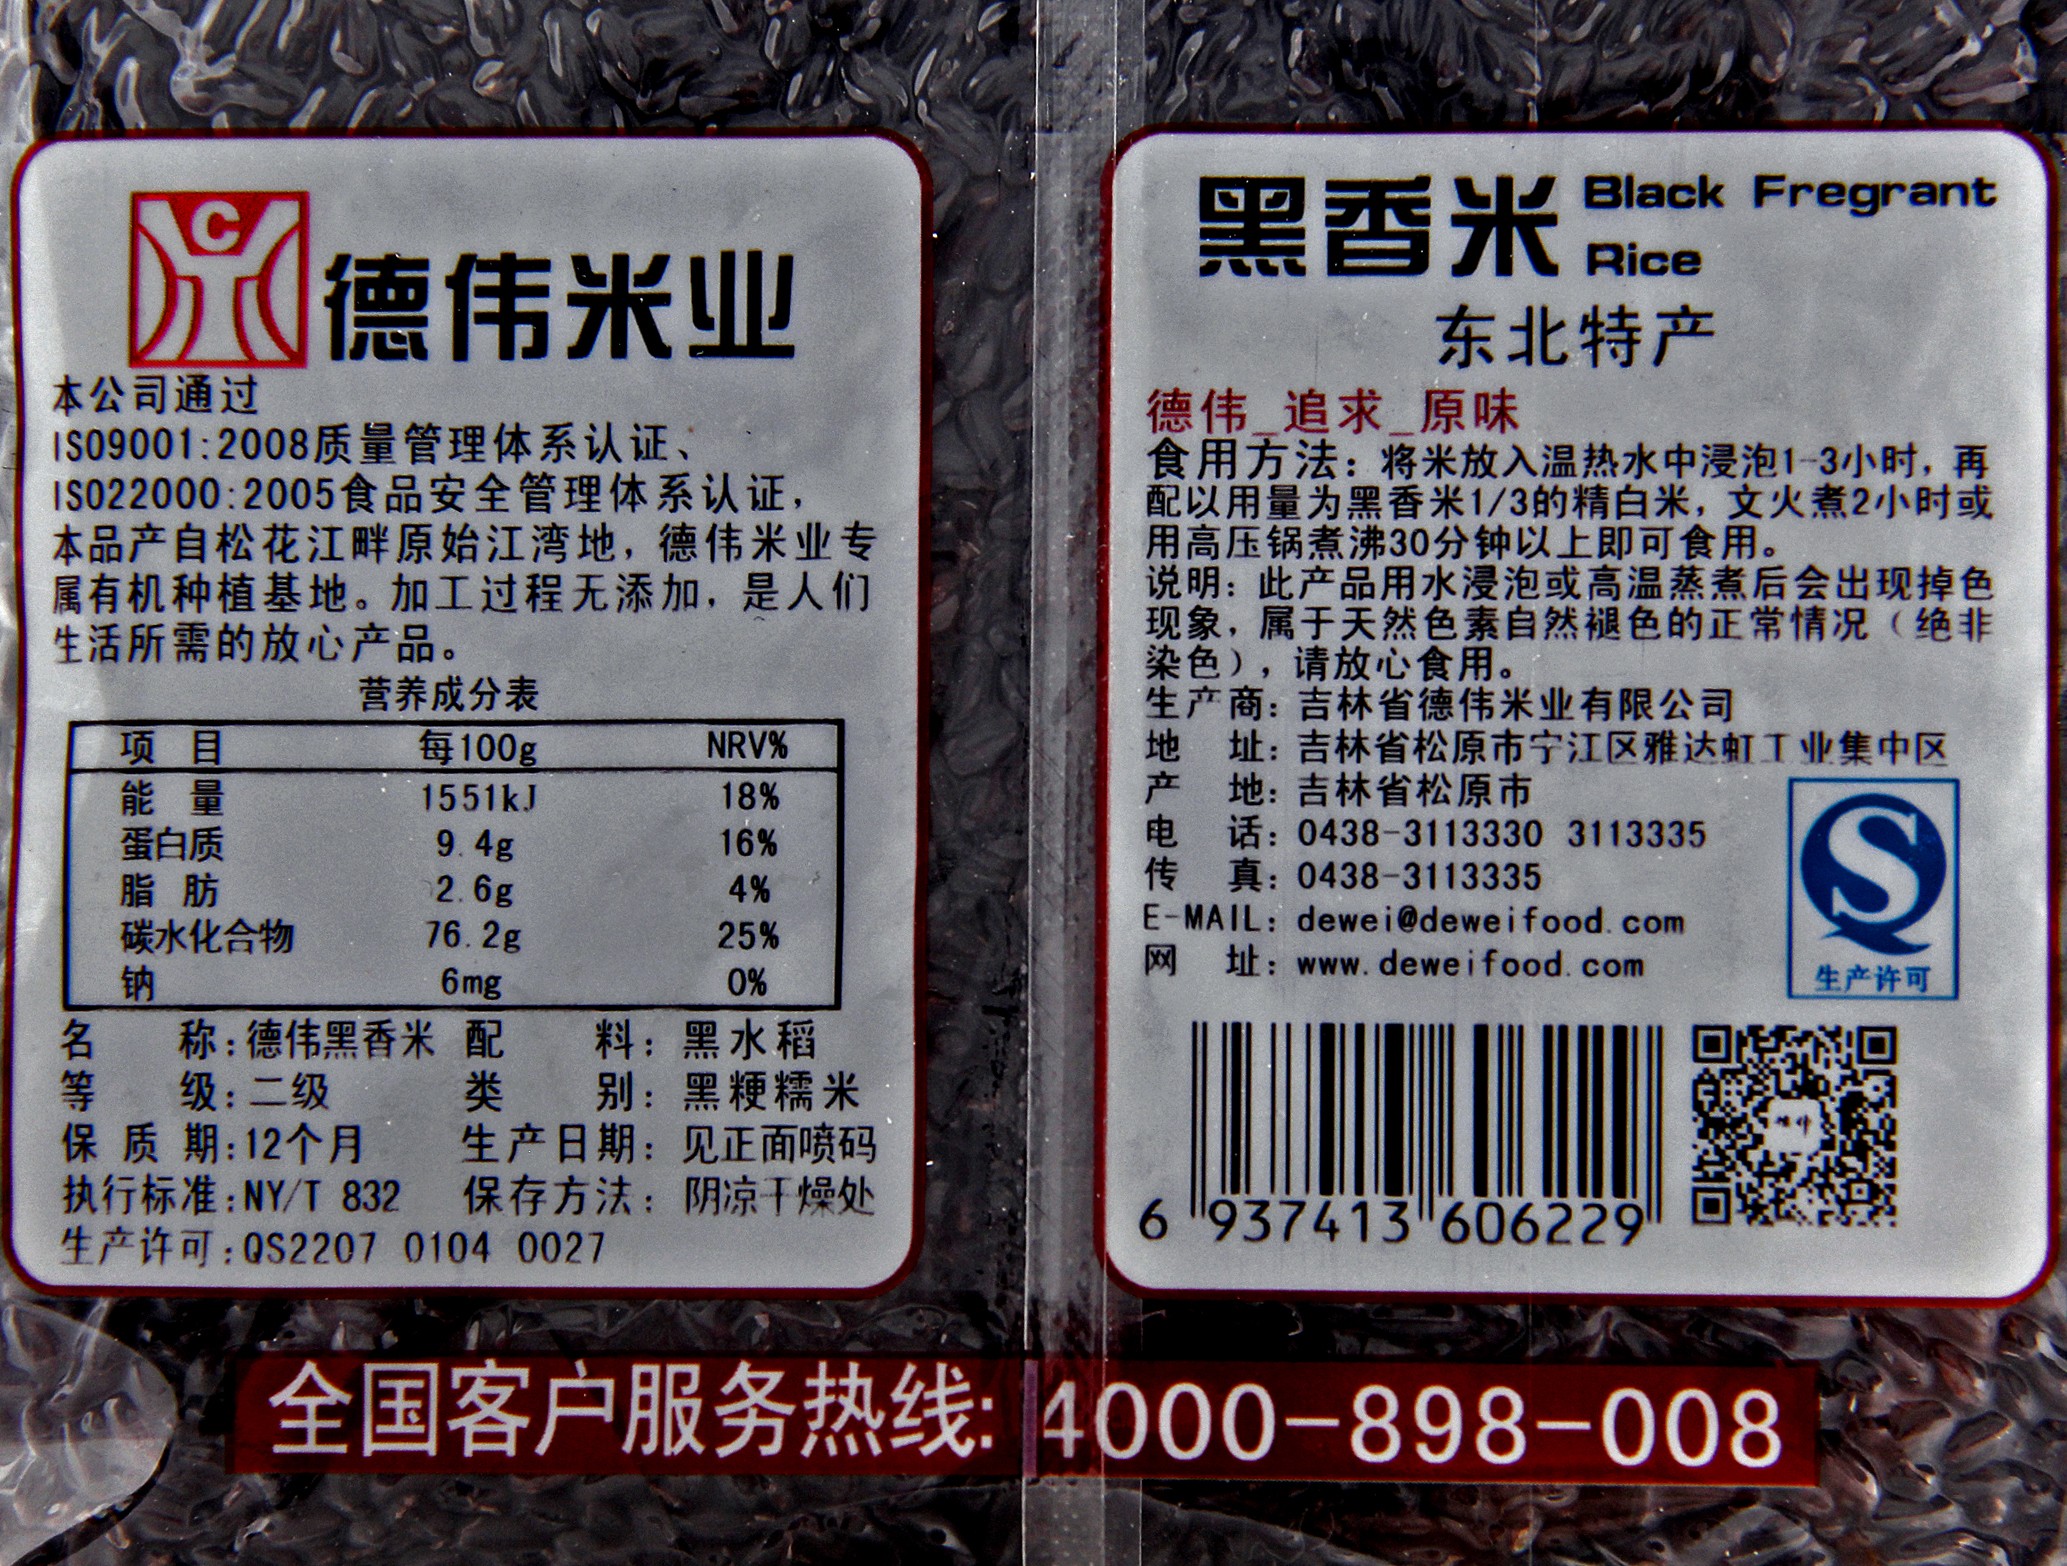 C
德伟米业
本公司通过
ISO9001:2008质量管理体系认证、
ISO22000:2005食品安全管理体系认证，
本品产自松花江畔原始江湾地，德伟米业专
属有机种植基地。加工过程无添加，是人们
生活所需的放心产品。
营养成分表
项 目 每100g NRV%
能 量 1551kJ 18%
蛋白质 9.4g 16%
脂 肪 2.6g 4%
碳水化合物 76.2g 25%
钠 6mg 0%
名 称:德伟黑香米 配 料: 黑水稻
等 级:二级 类 别: 黑粳糯米
保 质 期:12个月 生产日期: 见正面喷码
执行标准:NY/T 832 保存方法: 阴凉干燥处
生产许可:QS2207 0104 0027
黑香米 Black Fregrant
Rice
东北特产
德伟_追求_原味
食用方法: 将米放入温热水中浸泡1-3小时，再
配以用量为黑香米1/3的精白米，文火煮2小时或
用高压锅煮沸30分钟以上即可食用。
说明: 此产品用水浸泡或高温蒸煮后会出现掉色
现象，属于天然色素自然褪色的正常情况（绝非
染色），请放心食用。
生产商: 吉林省德伟米业有限公司
地 址: 吉林省松原市宁江区雅达虹工业集中区
产 地: 吉林省松原市
电 话: 0438-3113330 3113335
传 真: 0438-3113335
E-MAIL: dewei@deweifood.com
网 址: www.deweifood.com
生产许可
6 937413 606229
全国客户服务热线: 4000-898-008